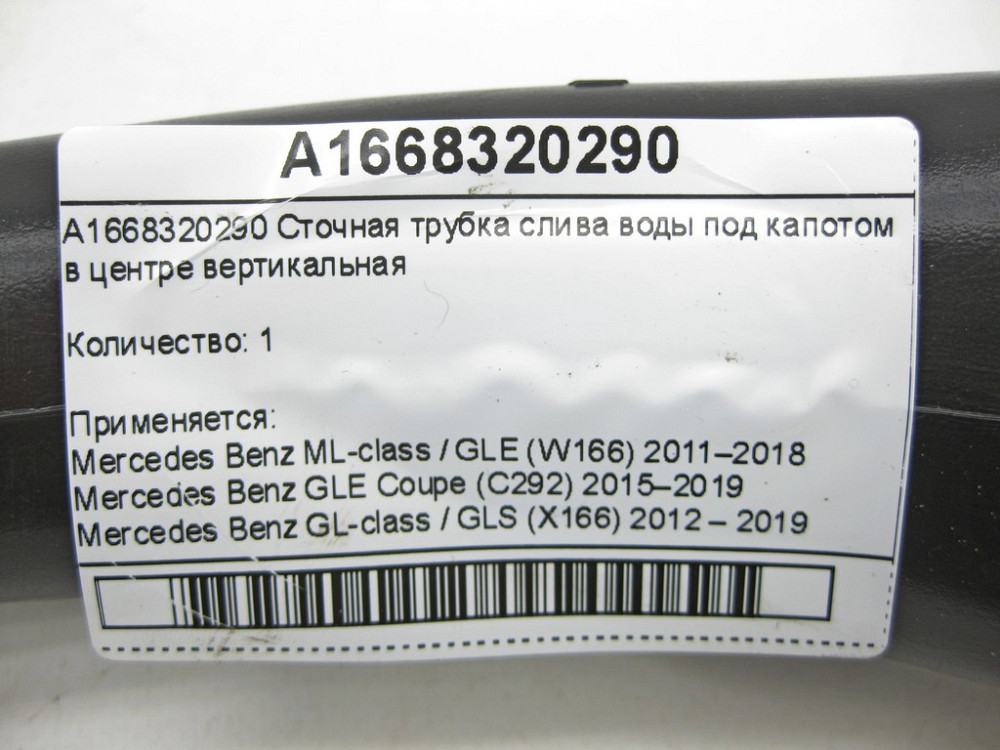 A1668320290
A1668320290 Сточная трубка слива воды под капотом
в центре вертикальная
Количество: 1
Применяется:
Mercedes Benz ML-class / GLE (W166) 2011–2018
Mercedes Benz GLE Coupe (C292) 2015–2019
Mercedes Benz GL-class / GLS (X166) 2012 – 2019